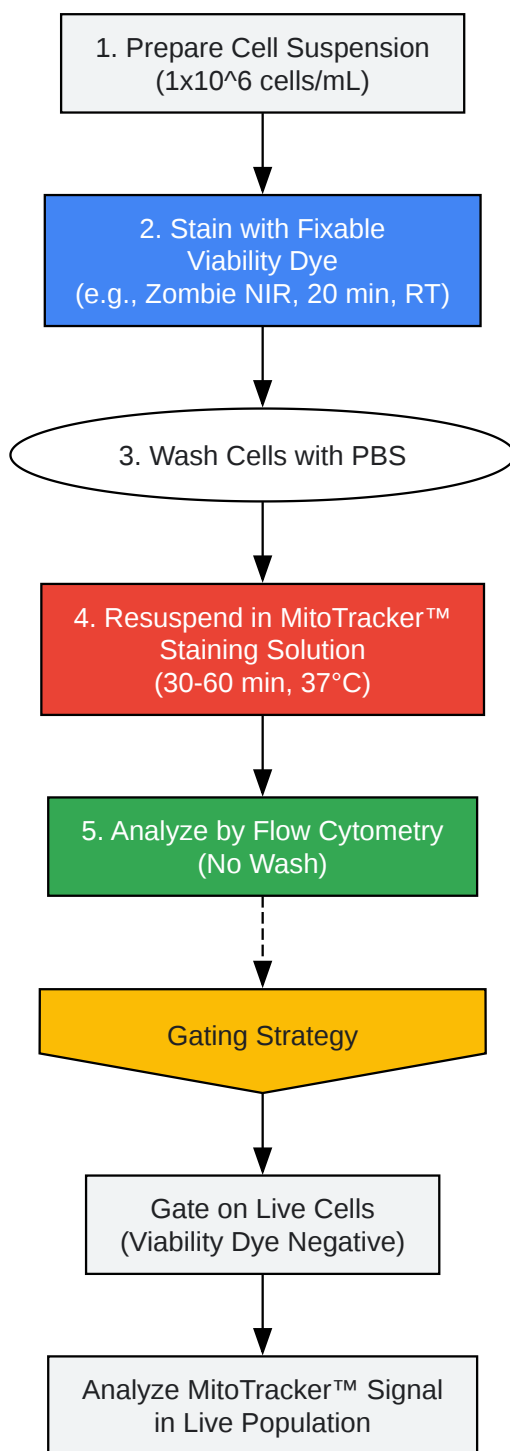 1. Prepare Cell Suspension
(1x10^6 cells/mL)
2. Stain with Fixable
Viability Dye
(e.g., Zombie NIR, 20 min, RT)
3. Wash Cells with PBS
4. Resuspend in MitoTracker™
Staining Solution
(30-60 min, 37°C)
5. Analyze by Flow Cytometry
(No Wash)
Gating Strategy
Gate on Live Cells
(Viability Dye Negative)
Analyze MitoTracker™ Signal
in Live Population